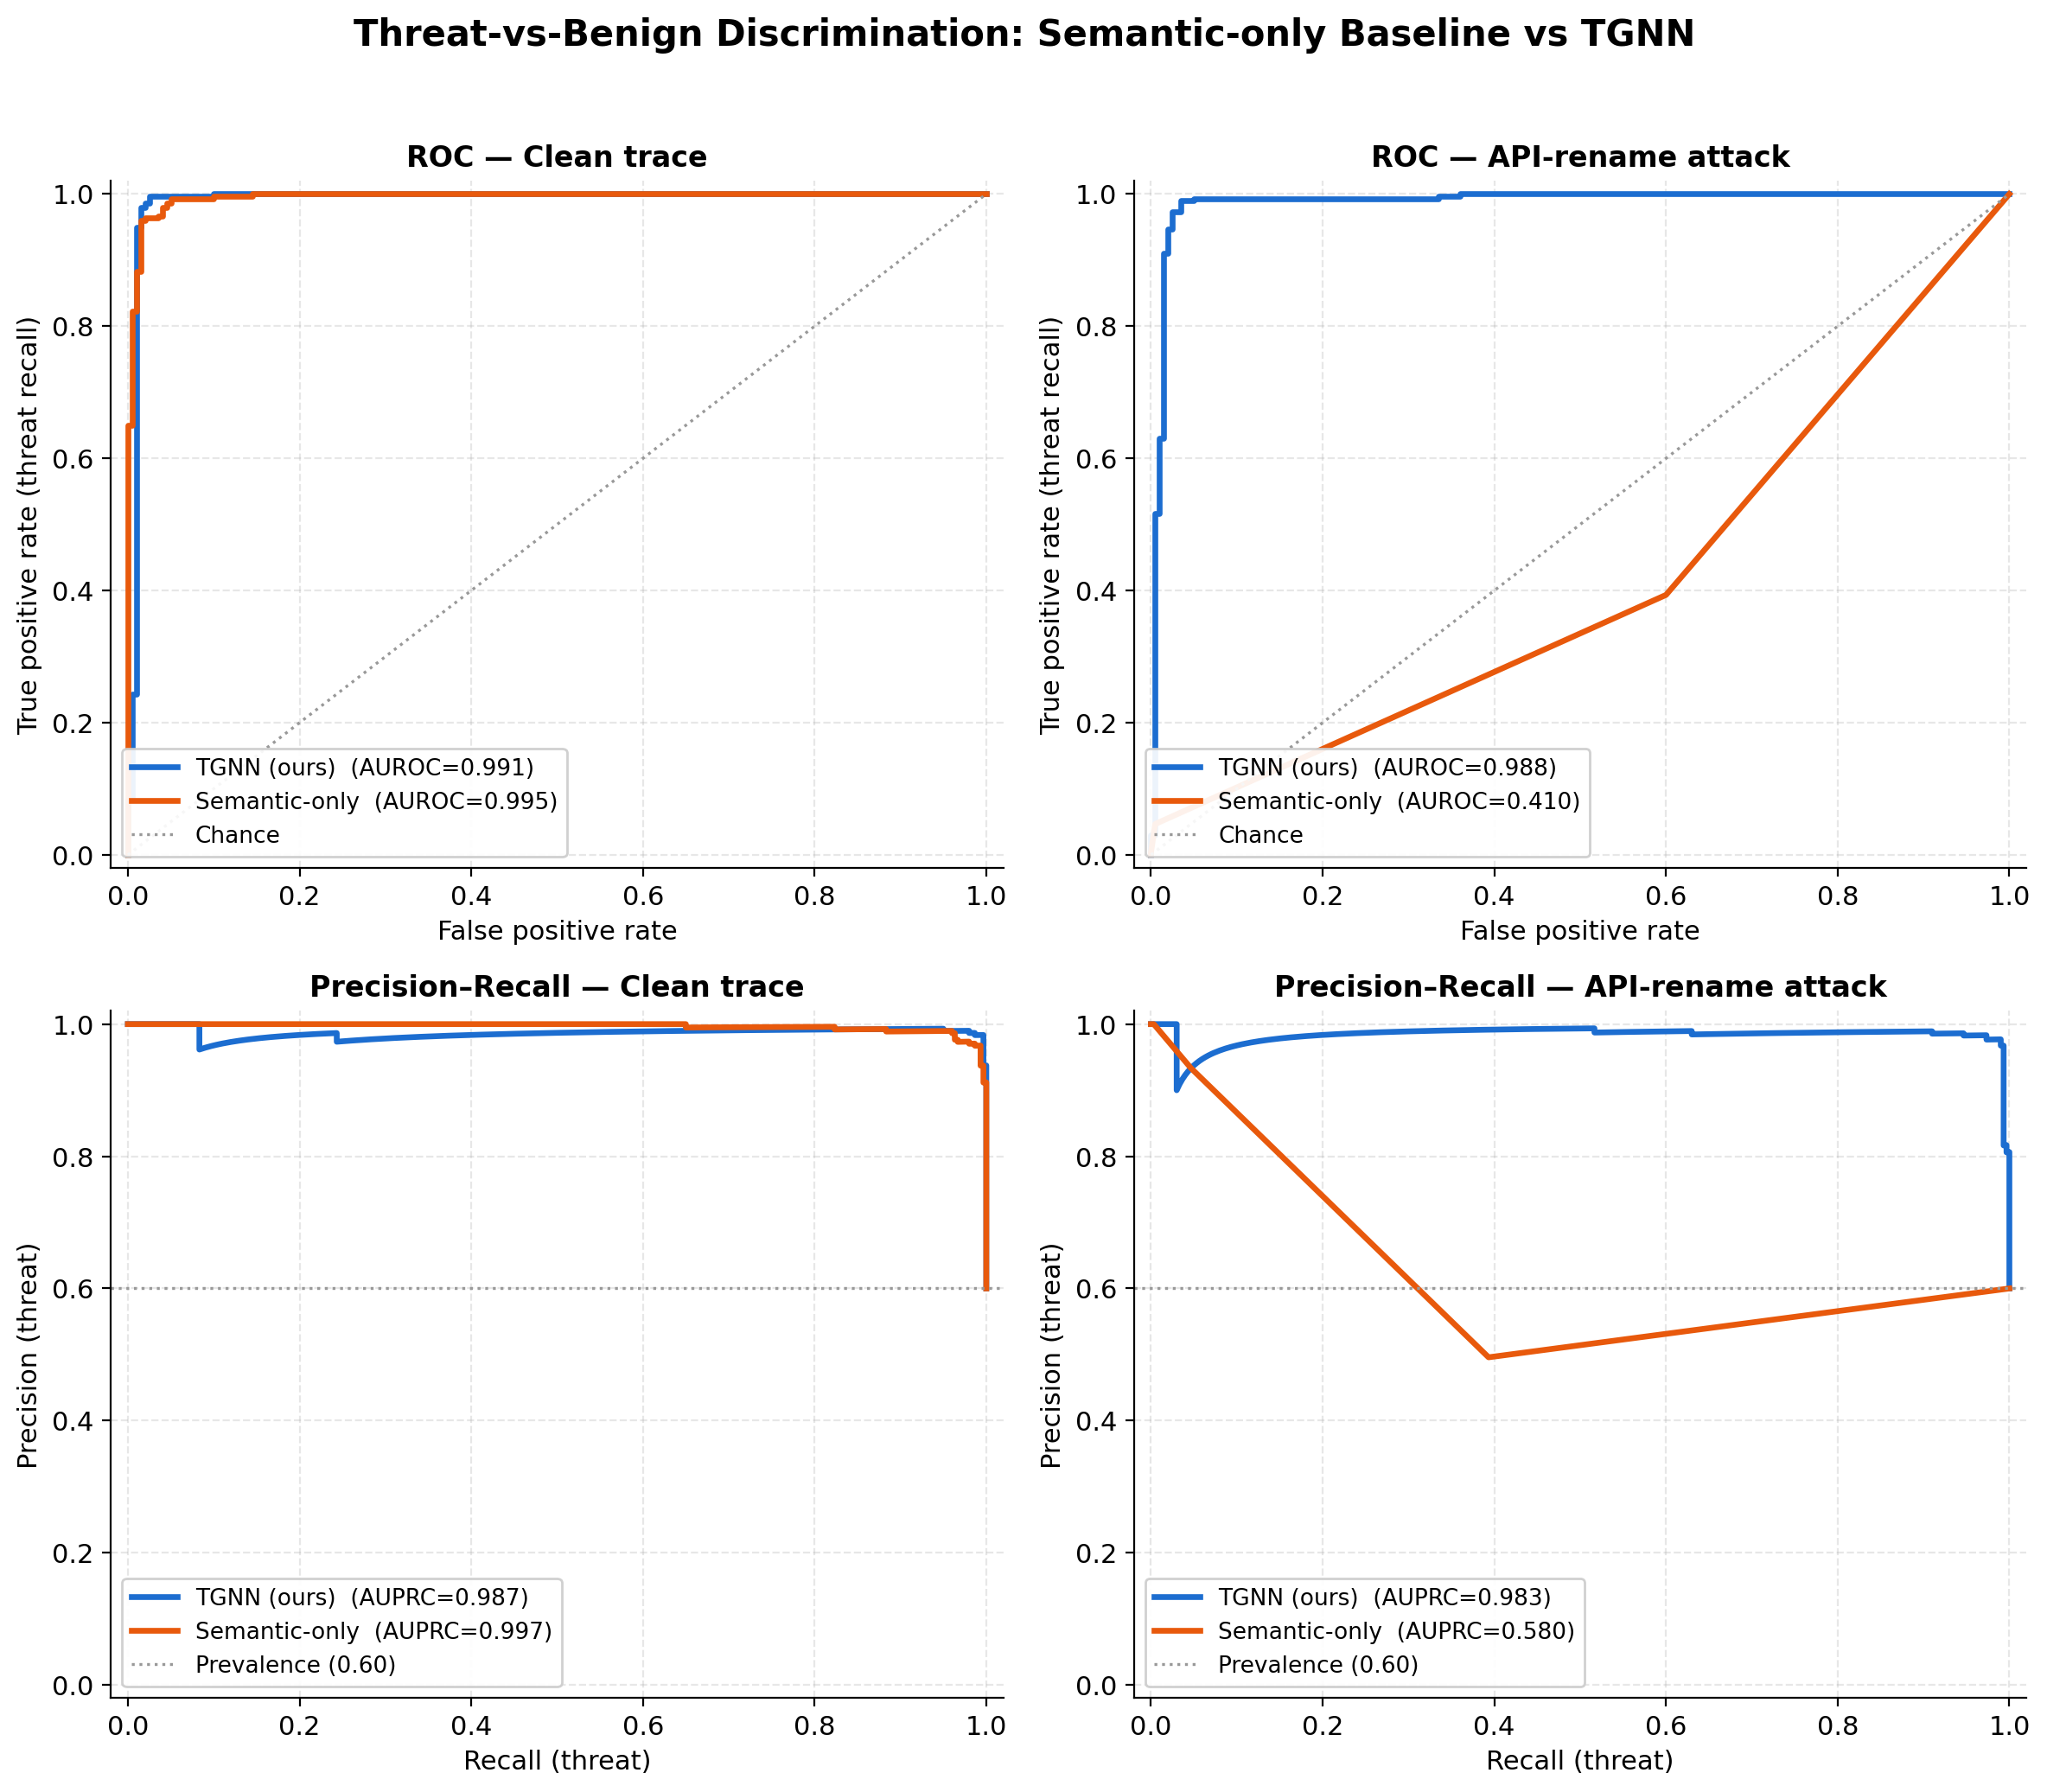 Threat-vs-Benign Discrimination: Semantic-only Baseline vs TGNN
ROC — Clean trace
True positive rate (threat recall)
1.0
0.8
0.6
0.4
0.2
0.0
TGNN (ours)  (AUROC=0.991)
Semantic-only  (AUROC=0.995)
Chance
0.0 0.2 0.4 0.6 0.8 1.0
False positive rate
ROC — API-rename attack
True positive rate (threat recall)
1.0
0.8
0.6
0.4
0.2
0.0
TGNN (ours)  (AUROC=0.988)
Semantic-only  (AUROC=0.410)
Chance
0.0 0.2 0.4 0.6 0.8 1.0
False positive rate
Precision–Recall — Clean trace
Precision (threat)
1.0
0.8
0.6
0.4
0.2
0.0
TGNN (ours)  (AUPRC=0.987)
Semantic-only  (AUPRC=0.997)
Prevalence (0.60)
0.0 0.2 0.4 0.6 0.8 1.0
Recall (threat)
Precision–Recall — API-rename attack
Precision (threat)
1.0
0.8
0.6
0.4
0.2
0.0
TGNN (ours)  (AUPRC=0.983)
Semantic-only  (AUPRC=0.580)
Prevalence (0.60)
0.0 0.2 0.4 0.6 0.8 1.0
Recall (threat)